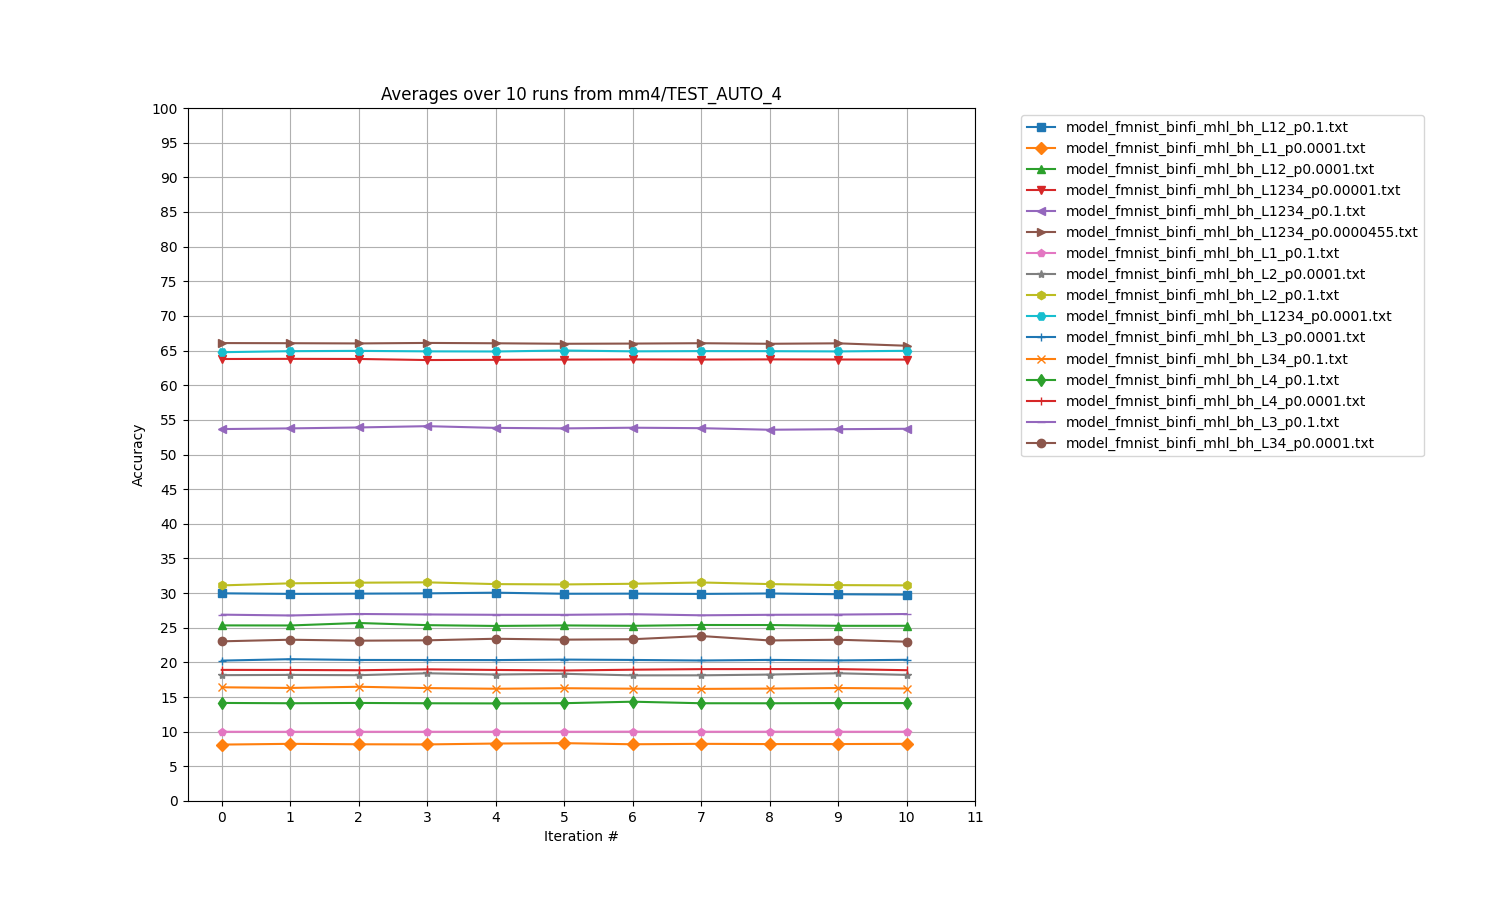 Averages over 10 runs from mm4/TEST_AUTO_4
100
95
90
85
80
75
70
65
60
55
50
45
40
35
30
25
20
15
10
5
0
Accuracy
0 1 2 3 4 5 6 7 8 9 10 11
Iteration #
model_fmnist_binfi_mhl_bh_L12_p0.1.txt
model_fmnist_binfi_mhl_bh_L1_p0.0001.txt
model_fmnist_binfi_mhl_bh_L12_p0.0001.txt
model_fmnist_binfi_mhl_bh_L1234_p0.00001.txt
model_fmnist_binfi_mhl_bh_L1234_p0.1.txt
model_fmnist_binfi_mhl_bh_L1234_p0.0000455.txt
model_fmnist_binfi_mhl_bh_L1_p0.1.txt
model_fmnist_binfi_mhl_bh_L2_p0.0001.txt
model_fmnist_binfi_mhl_bh_L2_p0.1.txt
model_fmnist_binfi_mhl_bh_L1234_p0.0001.txt
model_fmnist_binfi_mhl_bh_L3_p0.0001.txt
model_fmnist_binfi_mhl_bh_L34_p0.1.txt
model_fmnist_binfi_mhl_bh_L4_p0.1.txt
model_fmnist_binfi_mhl_bh_L4_p0.0001.txt
model_fmnist_binfi_mhl_bh_L3_p0.1.txt
model_fmnist_binfi_mhl_bh_L34_p0.0001.txt